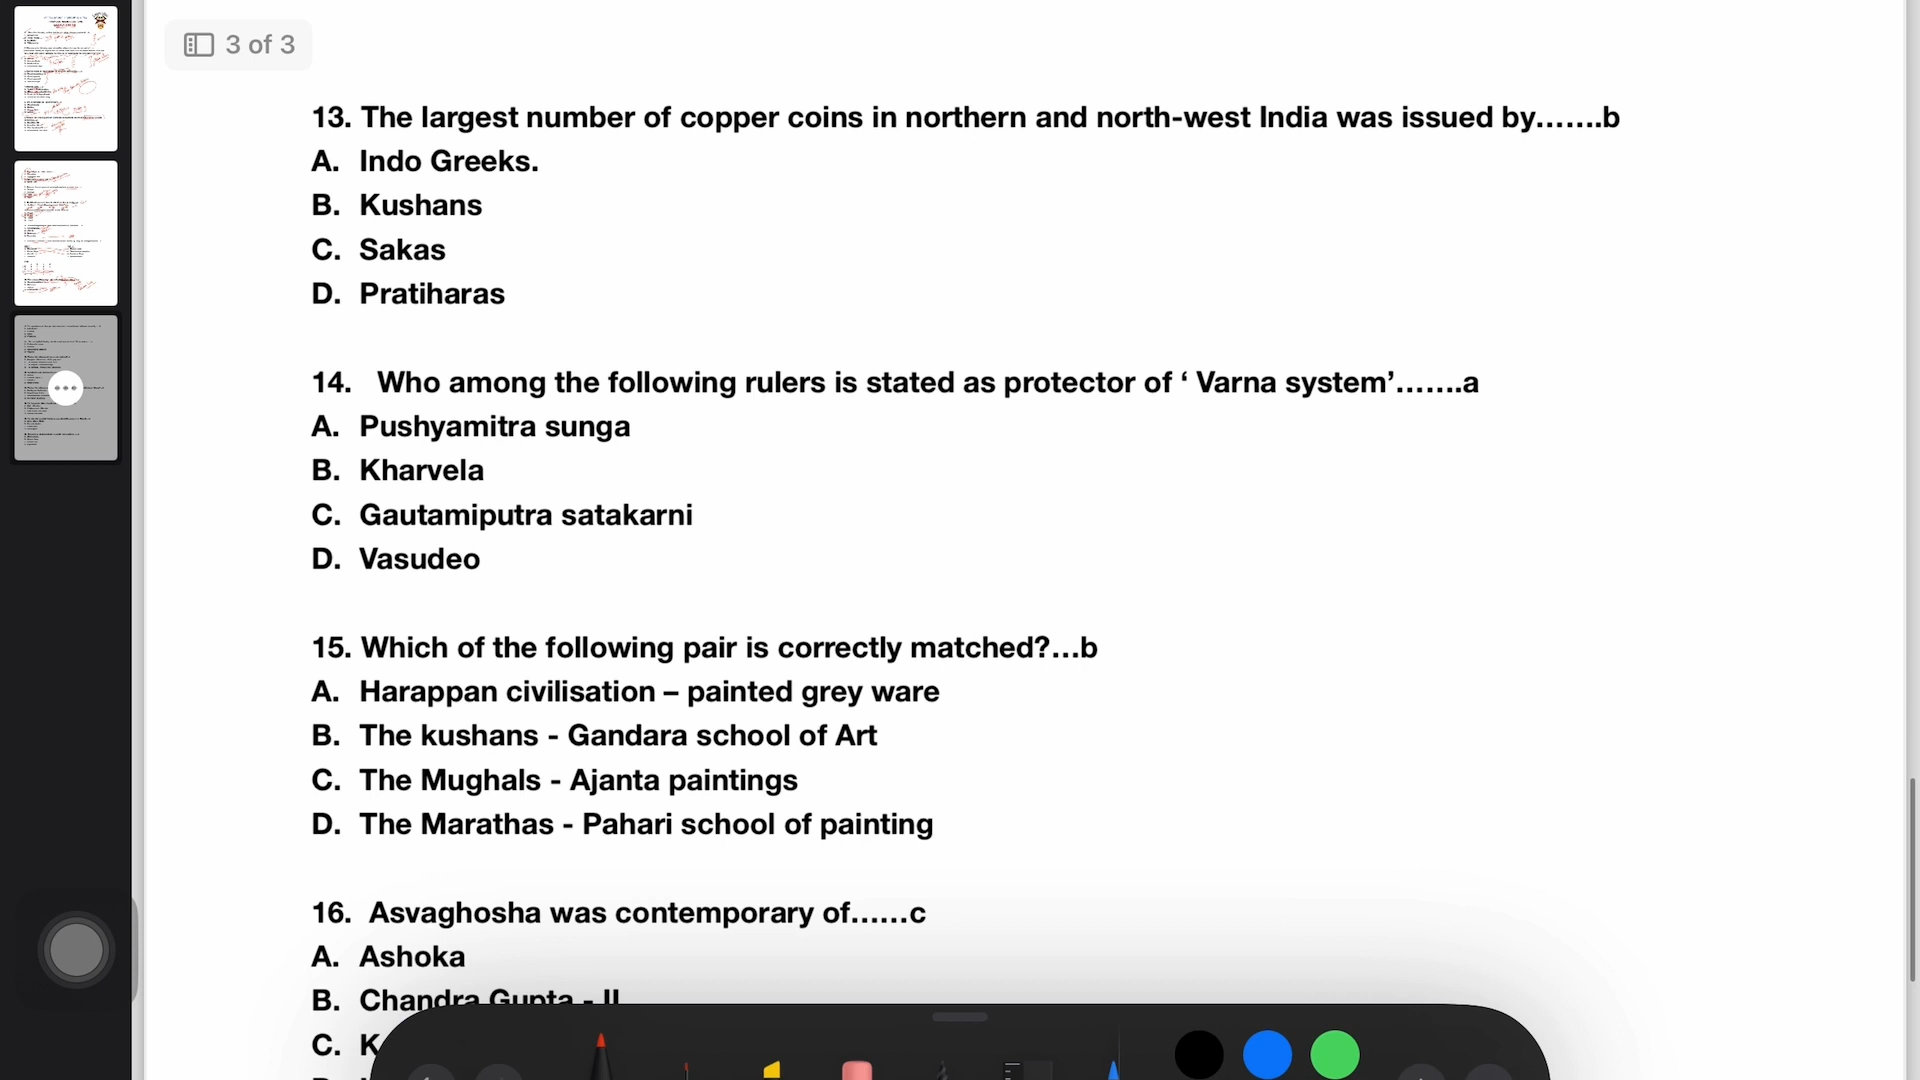 3 of 3
13. The largest number of copper coins in northern and north-west India was issued by.......b
A. Indo Greeks.
B. Kushans
C. Sakas
D. Pratiharas
14. Who among the following rulers is stated as protector of ‘ Varna system’.......a
A. Pushyamitra sunga
B. Kharvela
C. Gautamiputra satakarni
D. Vasudeo
15. Which of the following pair is correctly matched?...b
A. Harappan civilisation – painted grey ware
B. The kushans - Gandara school of Art
C. The Mughals - Ajanta paintings
D. The Marathas - Pahari school of painting
16. Asvaghosha was contemporary of......c
A. Ashoka
B. Chandra Gupta - II
C. K